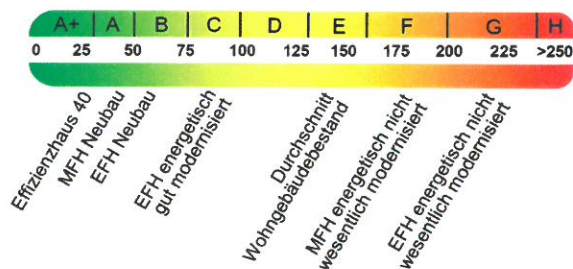 A+ A B C D E F G H
0 25 50 75 100 125 150 175 200 225 >250
Effizienzhaus 40
MFH Neubau
EFH Neubau
EFH energetisch
gut modernisiert
Durchschnitt
Wohngebäudebestand
MFH energetisch nicht
wesentlich modernisiert
EFH energetisch nicht
wesentlich modernisiert